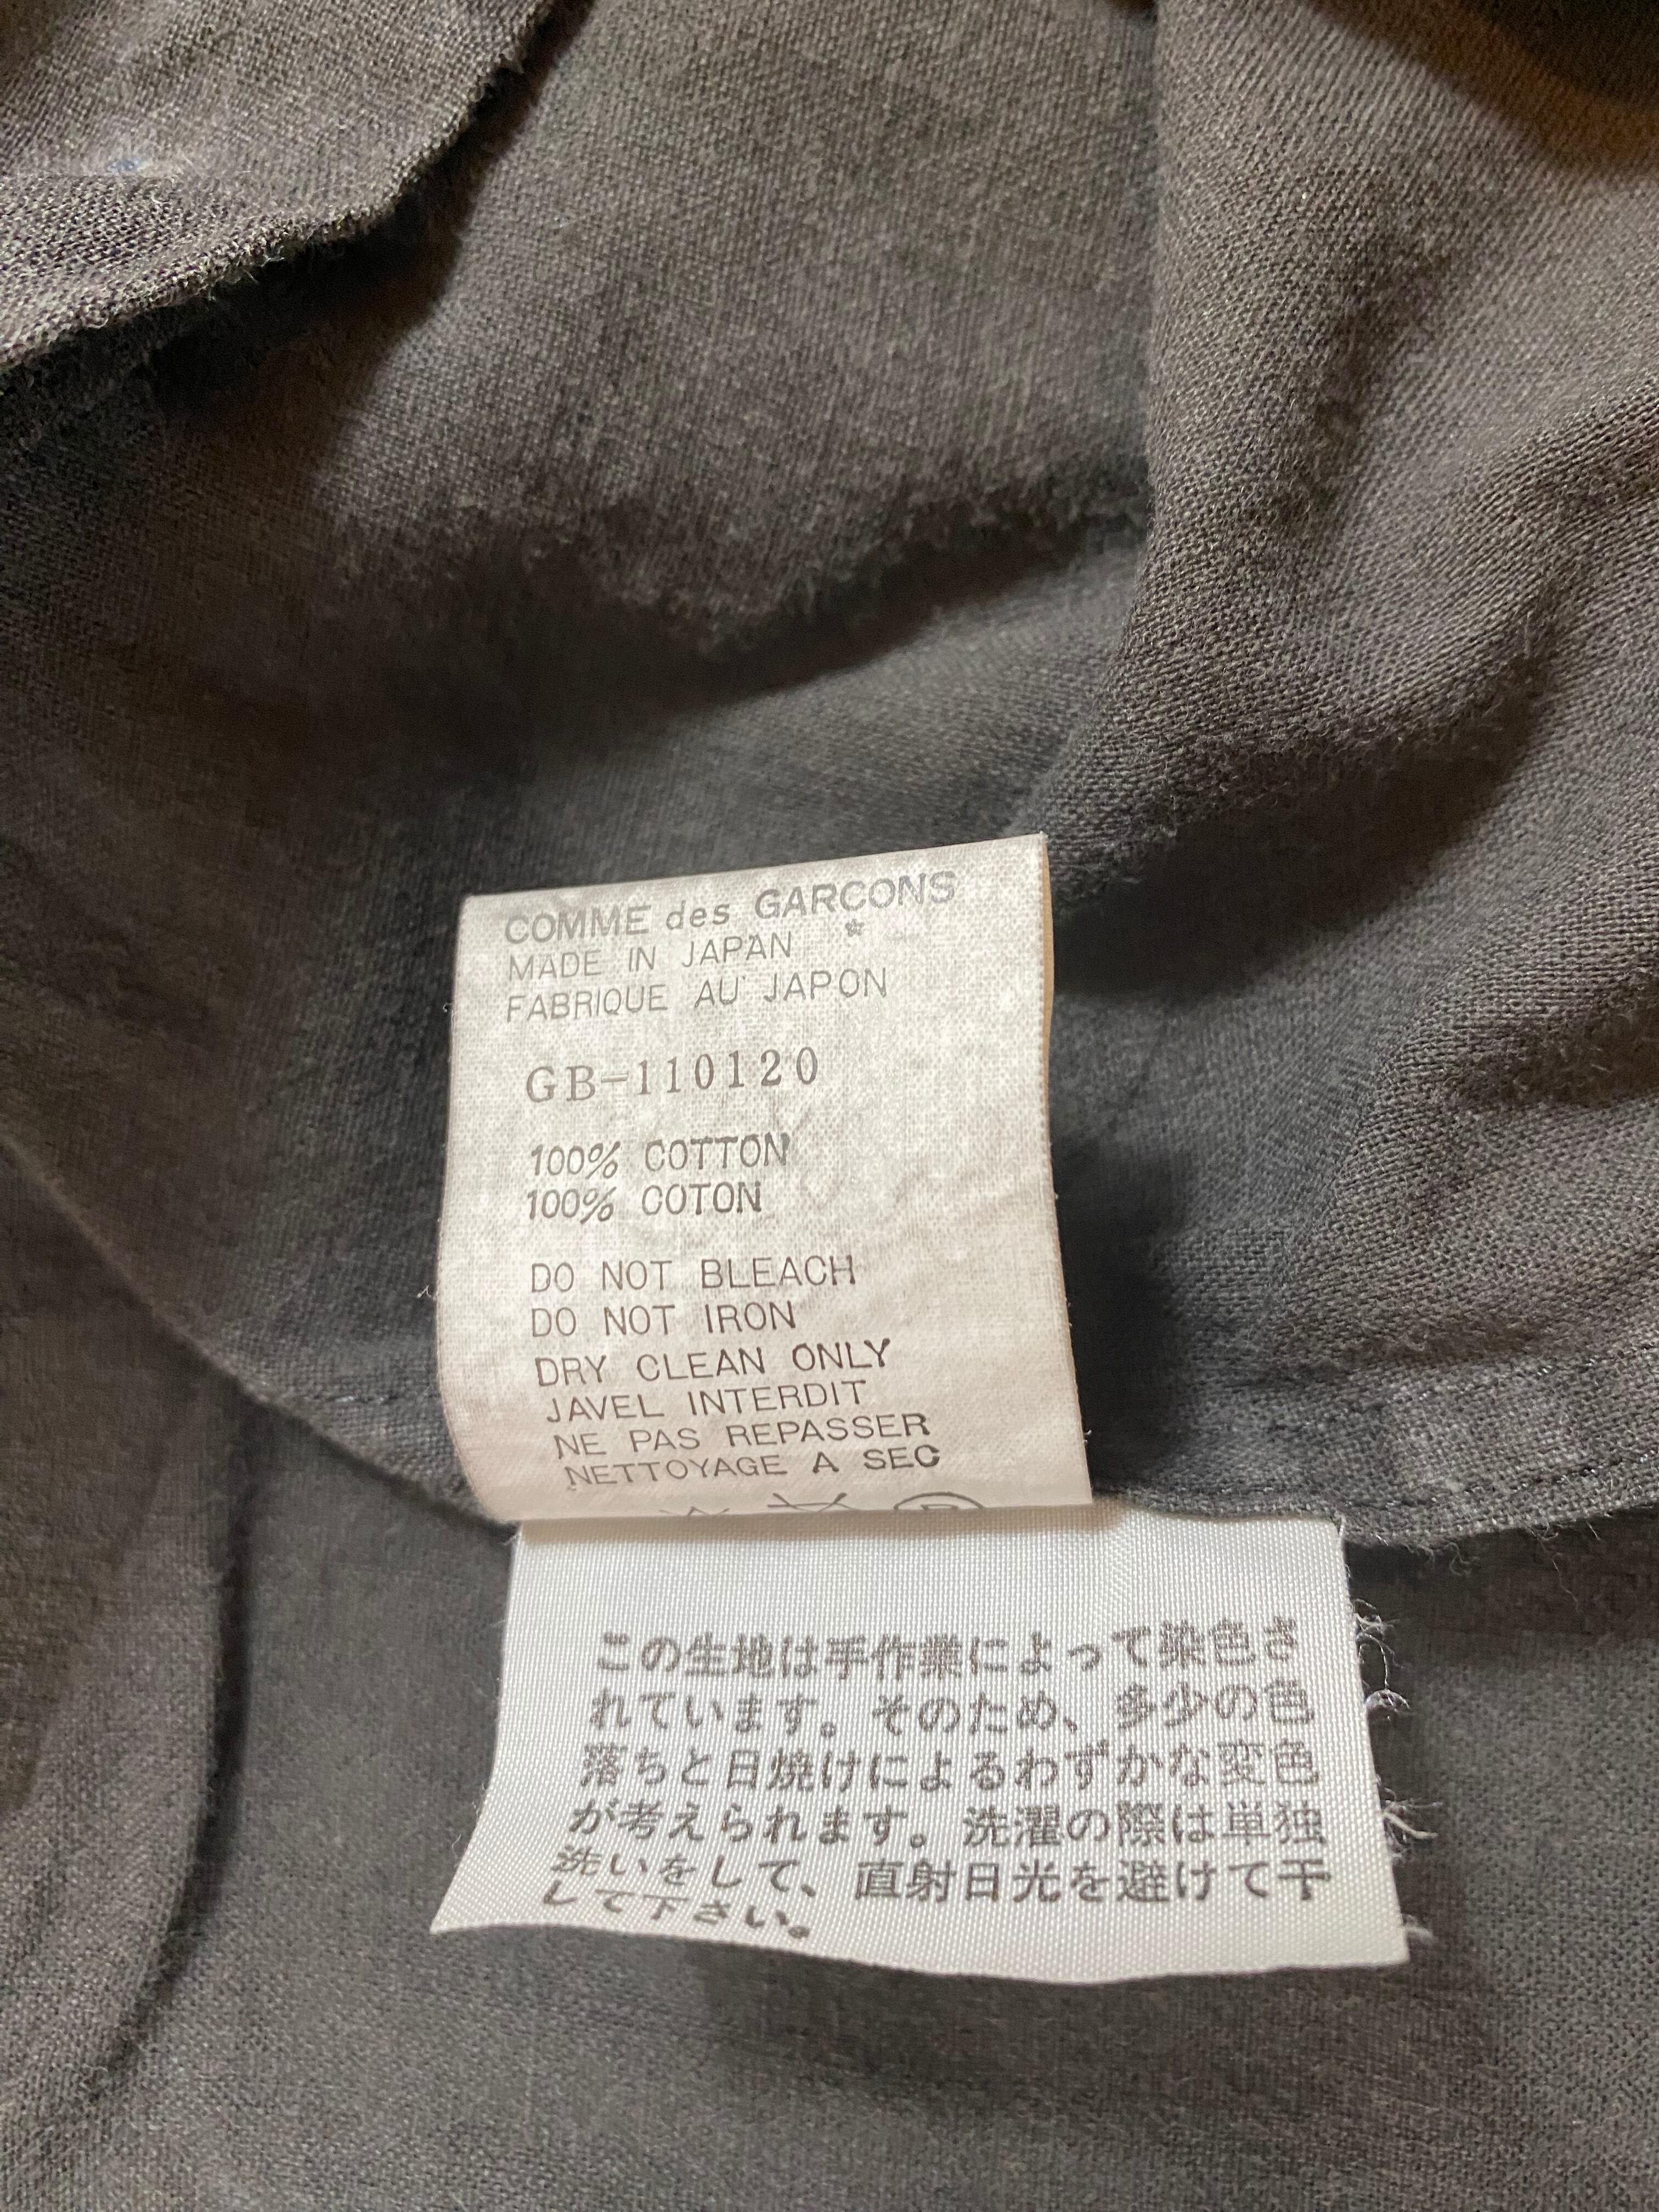 COMME des GARCONS
MADE IN JAPAN *
FABRIQUE AU JAPON
GB-110120
100% COTTON
100% COTON
DO NOT BLEACH
DO NOT IRON
DRY CLEAN ONLY
JAVEL INTERDIT
NE PAS REPASSER
NETTOYAGE A SEC
この生地は手作業によって染色さ
れています。そのため、多少の色
落ちと日焼けによるわずかな変色
が考えられます。洗濯の際は単独
洗いをして、直射日光を避けて干
して下さい。